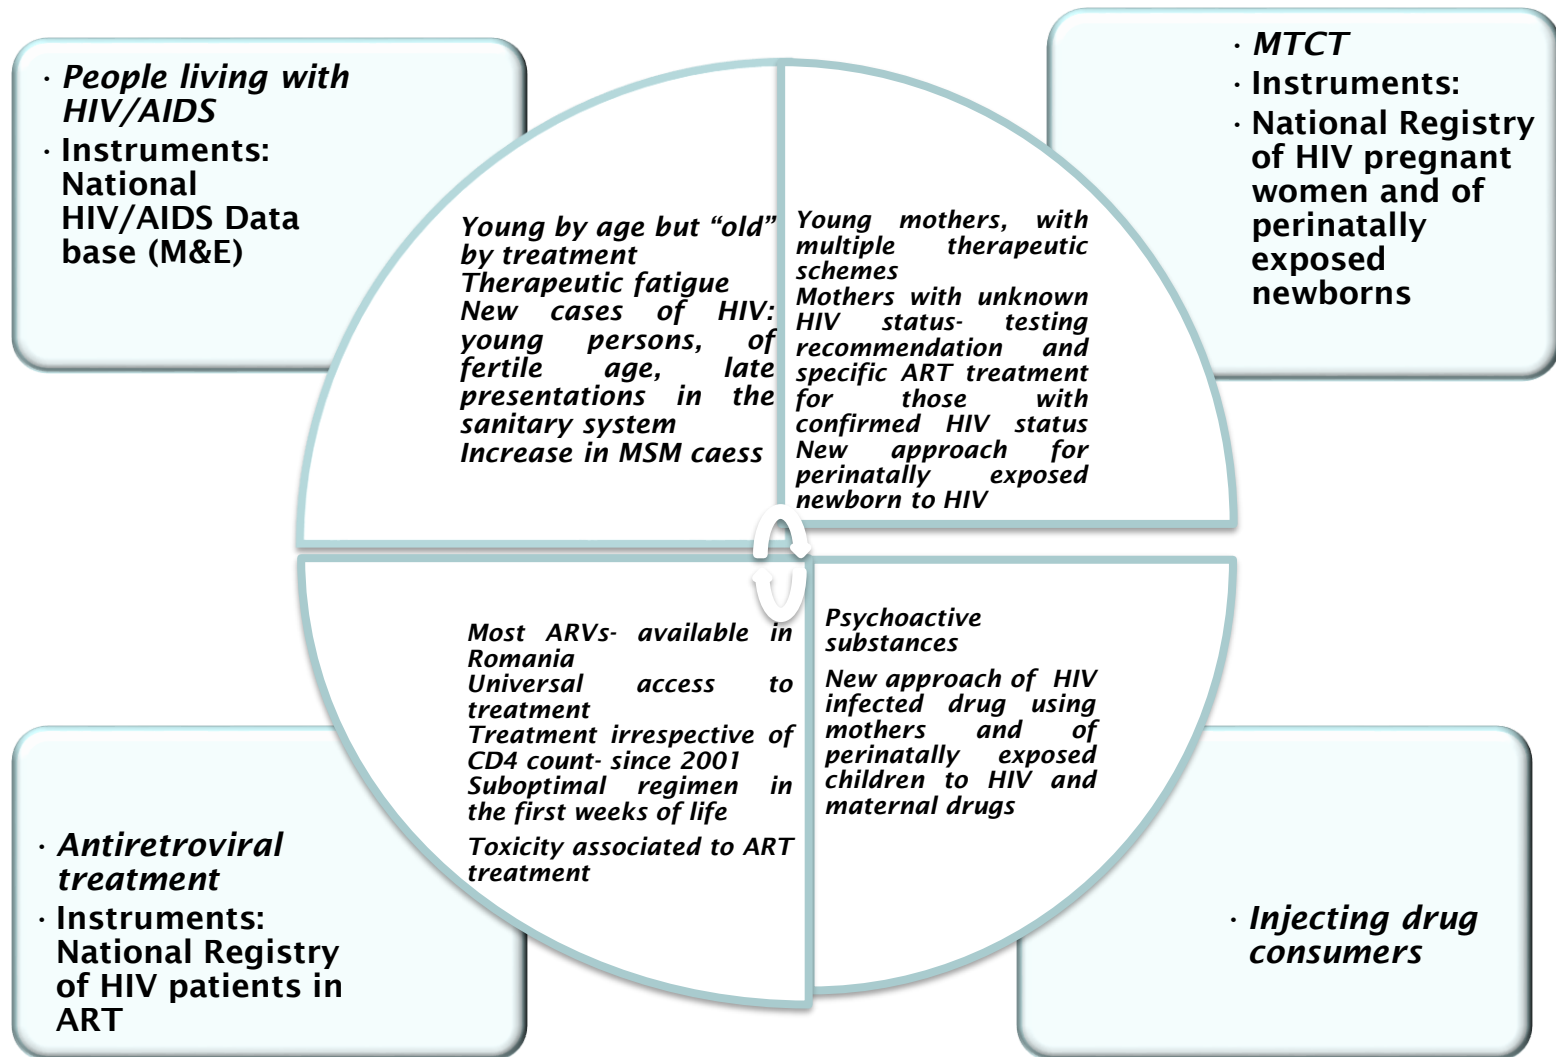 · People living with
HIV/AIDS
· Instruments:
National
HIV/AIDS Data
base (M&E)
· MTCT
· Instruments:
· National Registry
of HIV pregnant
women and of
perinatally
exposed
newborns
Young by age but “old”
by treatment
Therapeutic fatigue
New cases of HIV:
young persons, of
fertile age, late
presentations in the
sanitary system
Increase in MSM caess
Young mothers, with
multiple therapeutic
schemes
Mothers with unknown
HIV status- testing
recommendation and
specific ART treatment
for those with
confirmed HIV status
New approach for
perinatally exposed
newborn to HIV
Most ARVs- available in
Romania
Universal access to
treatment
Treatment irrespective of
CD4 count- since 2001
Suboptimal regimen in
the first weeks of life
Toxicity associated to ART
treatment
Psychoactive
substances
New approach of HIV
infected drug using
mothers and of
perinatally exposed
children to HIV and
maternal drugs
· Antiretroviral
treatment
· Instruments:
National Registry
of HIV patients in
ART
· Injecting drug
consumers